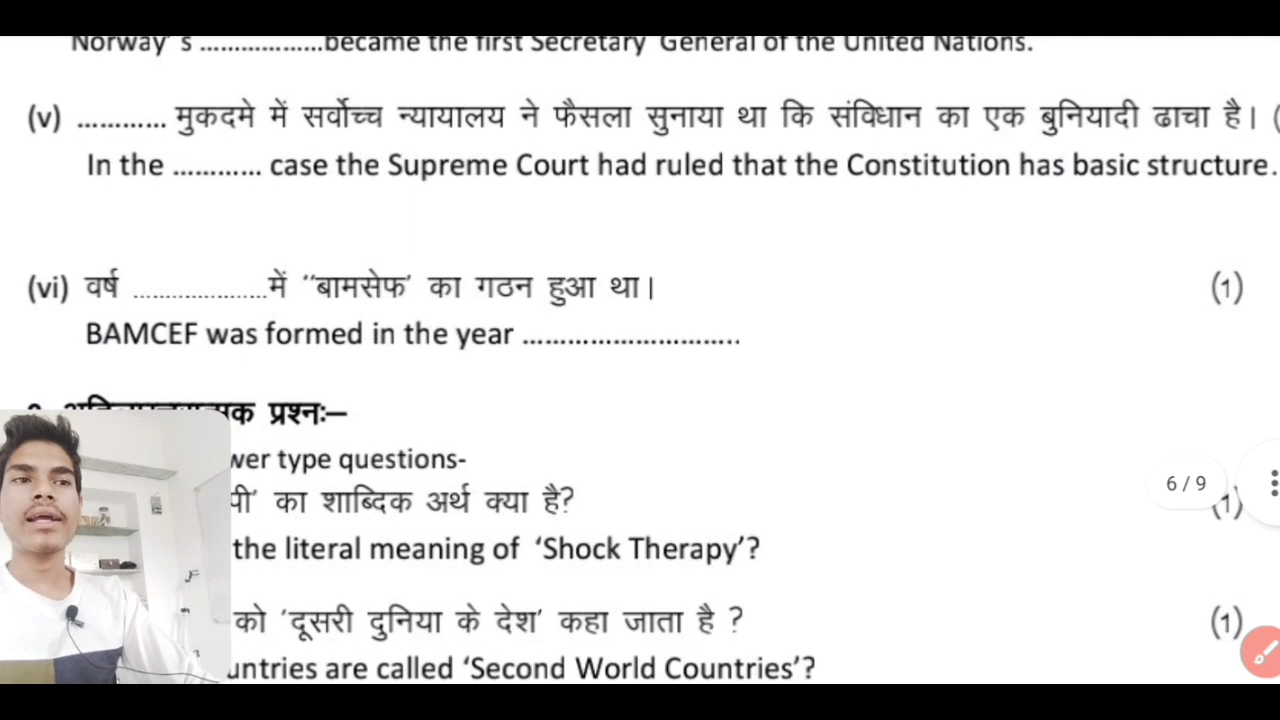 Norway' s ..................became the first Secretary General of the United Nations.
(v) ............ मुकदमे में सर्वोच्च न्यायालय ने फैसला सुनाया था कि संविधान का एक बुनियादी ढाचा है। (
In the ............ case the Supreme Court had ruled that the Constitution has basic structure.
(vi) वर्ष .....................में ''बामसेफ' का गठन हुआ था। (1)
BAMCEF was formed in the year .............................
प्रश्नः–
wer type questions-
पी' का शाब्दिक अर्थ क्या है? (1)
the literal meaning of 'Shock Therapy'?
6 / 9
को 'दूसरी दुनिया के देश' कहा जाता है ? (1)
untries are called 'Second World Countries'?